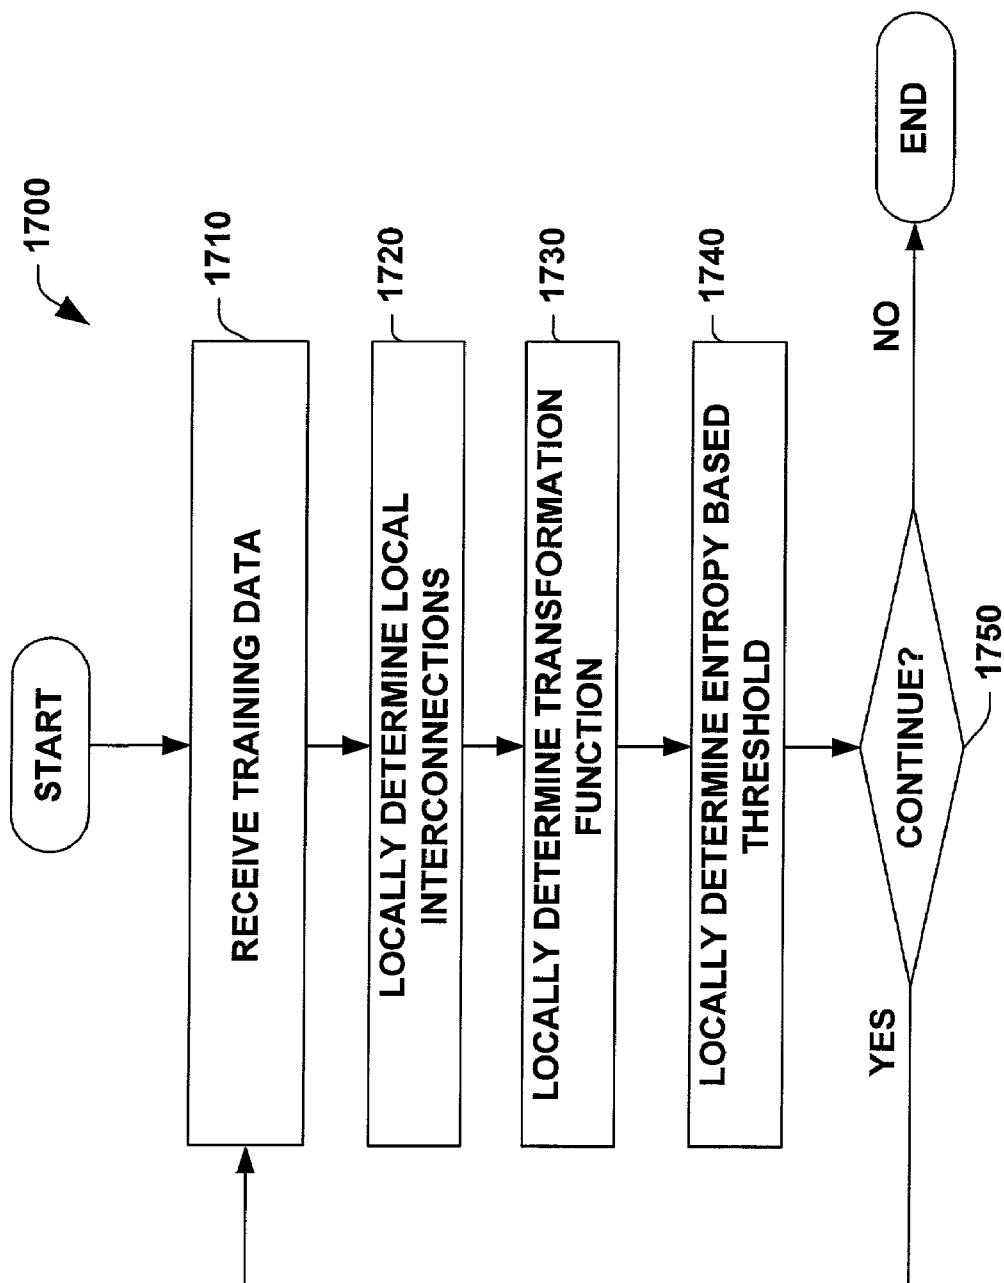 1700
START
RECEIVE TRAINING DATA
1710
LOCALLY DETERMINE LOCAL
INTERCONNECTIONS
1720
LOCALLY DETERMINE TRANSFORMATION
FUNCTION
1730
LOCALLY DETERMINE ENTROPY BASED
THRESHOLD
1740
YES
CONTINUE?
NO
1750
END